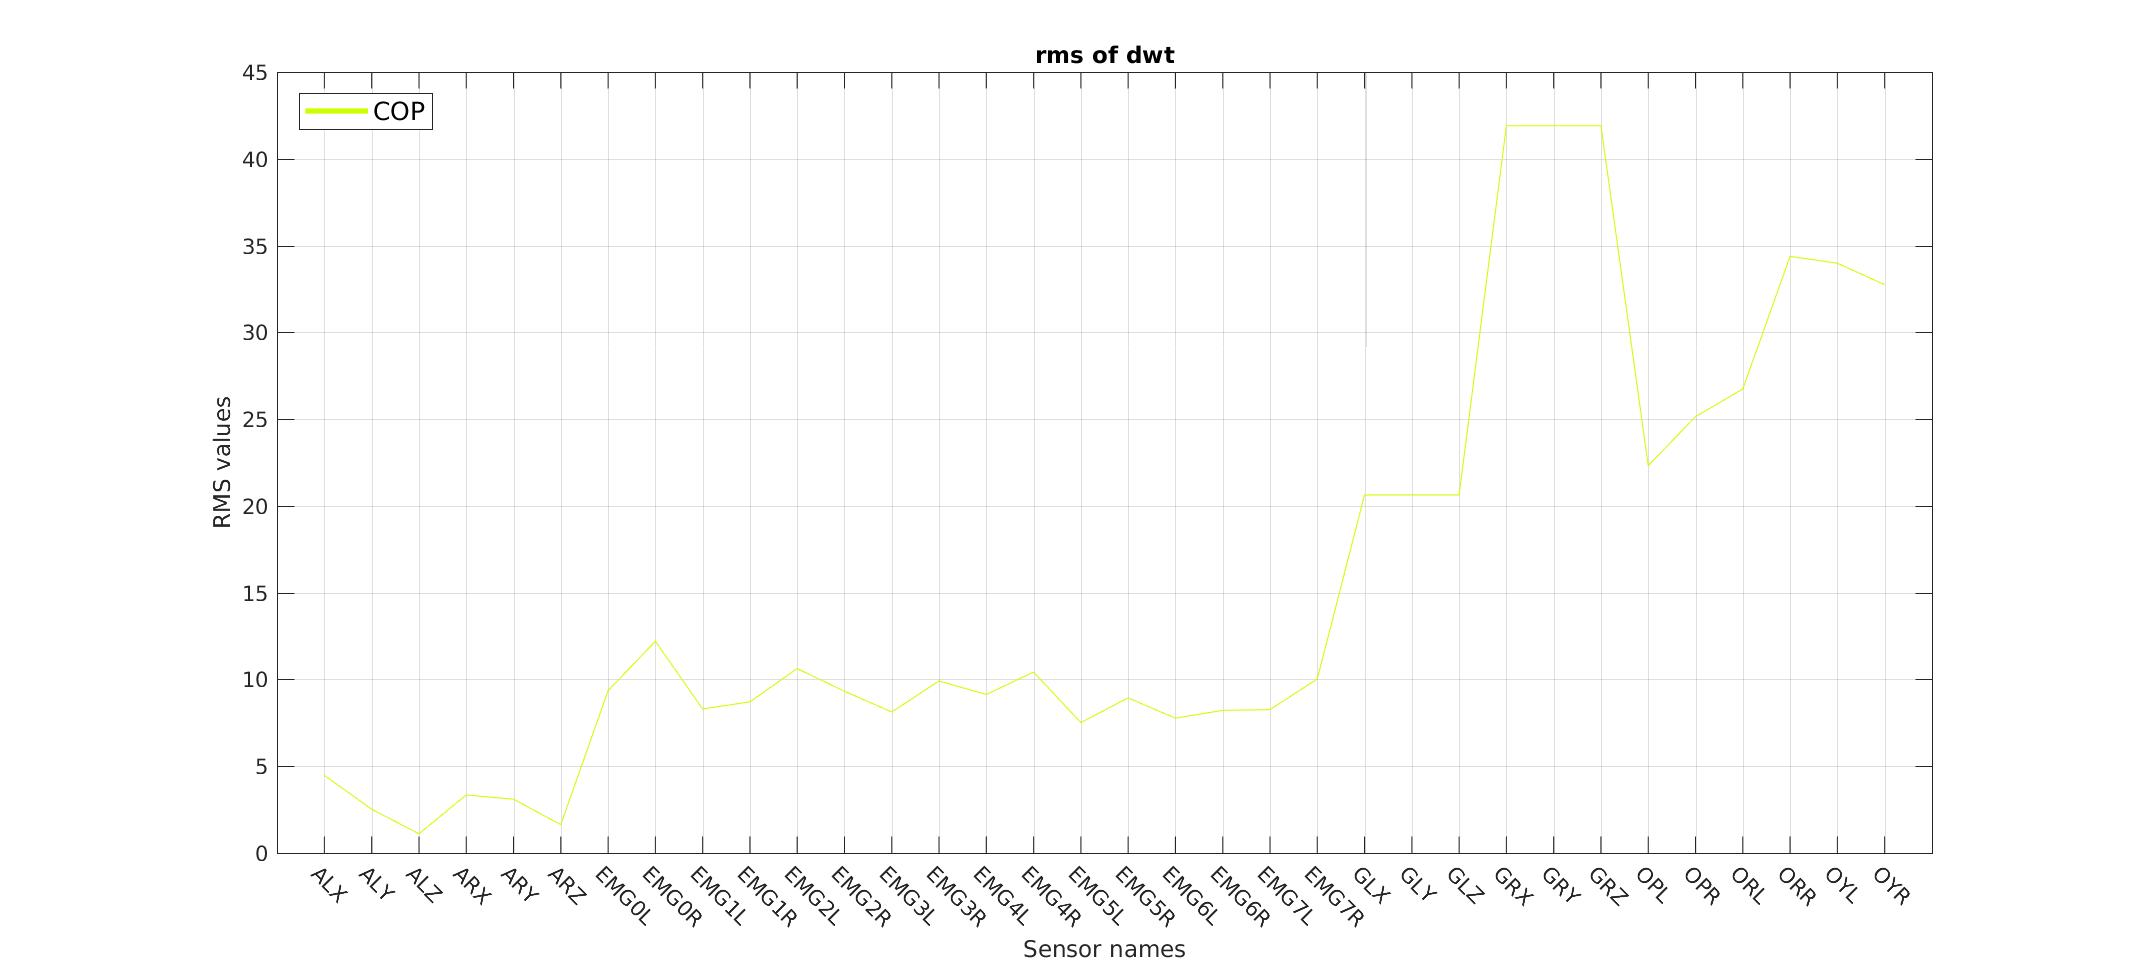 rms of dwt
COP
45
40
35
30
25
20
15
10
5
0
RMS values
ALX
ALY
ALZ
ARX
ARY
ARZ
EMG0L
EMG0R
EMG1L
EMG1R
EMG2L
EMG2R
EMG3L
EMG3R
EMG4L
EMG4R
EMG5L
EMG5R
EMG6L
EMG6R
EMG7L
EMG7R
GLX
GLY
GLZ
GRX
GRY
GRZ
OPL
OPR
ORL
ORR
OYL
OYR
Sensor names